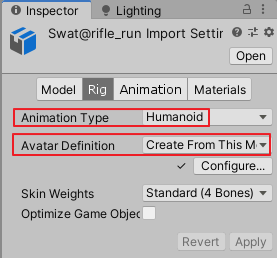 Inspector
Lighting
Swat@rifle_run Import Settir
Open
Model Rig Animation Materials
Animation Type Humanoid
Avatar Definition Create From This M
Configure...
Skin Weights Standard (4 Bones)
Optimize Game Objec
Revert Apply